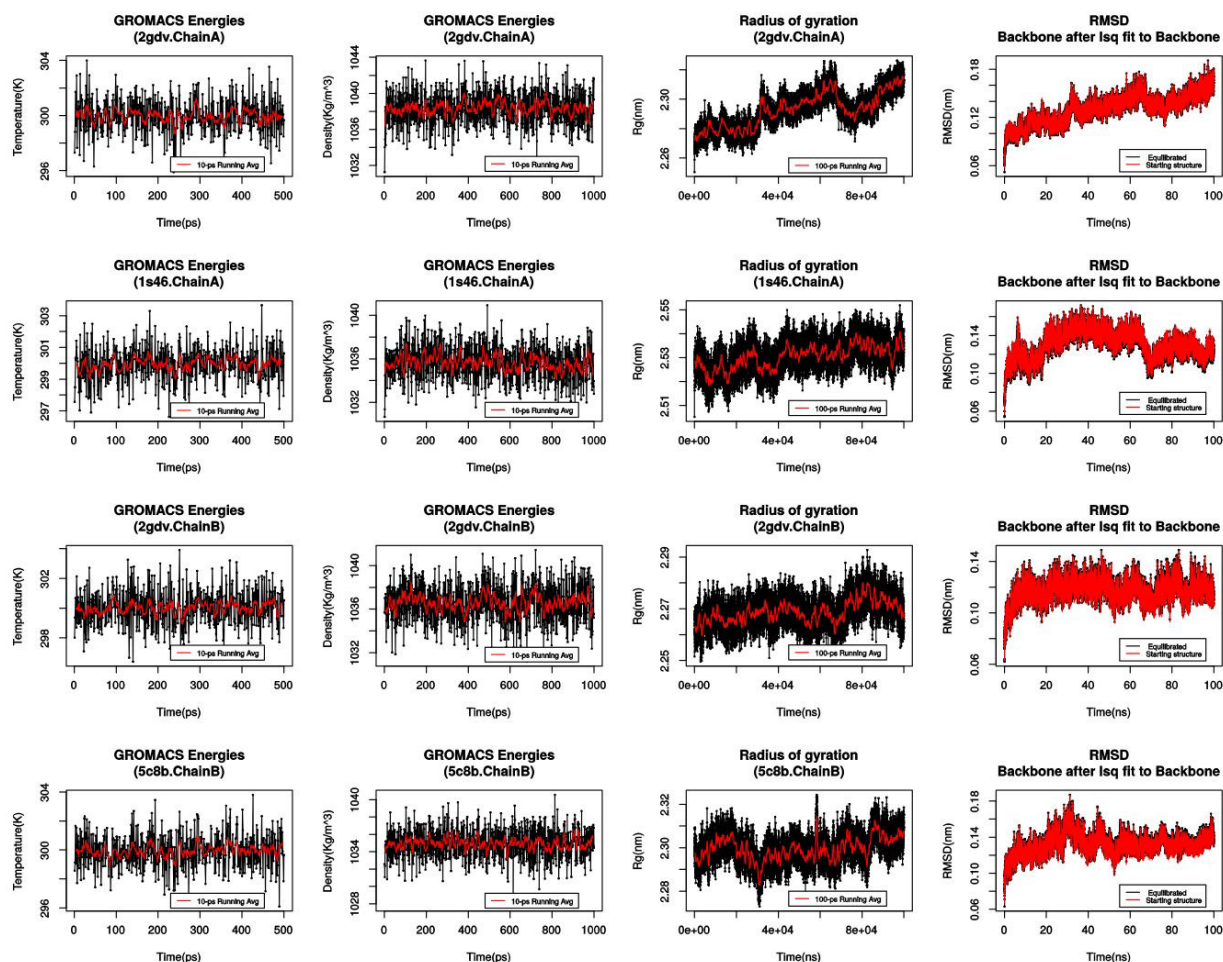 GROMACS Energies
(2gdv.ChainA)
Temperature(K)
304
300
296
10-ps Running Avg
0 100 200 300 400 500
Time(ps)
GROMACS Energies
(2gdv.ChainA)
Density(Kg/m^3)
1044
1040
1036
1032
10-ps Running Avg
0 200 400 600 800 1000
Time(ps)
Radius of gyration
(2gdv.ChainA)
Rg(nm)
2.30
2.26
100-ps Running Avg
0e+00 4e+04 8e+04
Time(ns)
RMSD
Backbone after lsq fit to Backbone
RMSD(nm)
0.18
0.12
0.06
Equilibrated
Starting structure
0 20 40 60 80 100
Time(ns)
GROMACS Energies
(1s46.ChainA)
Temperature(K)
303
301
299
297
10-ps Running Avg
0 100 200 300 400 500
Time(ps)
GROMACS Energies
(1s46.ChainA)
Density(Kg/m^3)
1040
1036
1032
10-ps Running Avg
0 200 400 600 800 1000
Time(ps)
Radius of gyration
(1s46.ChainA)
Rg(nm)
2.55
2.53
2.51
100-ps Running Avg
0e+00 4e+04 8e+04
Time(ns)
RMSD
Backbone after lsq fit to Backbone
RMSD(nm)
0.14
0.10
0.06
Equilibrated
Starting structure
0 20 40 60 80 100
Time(ns)
GROMACS Energies
(2gdv.ChainB)
Temperature(K)
302
298
10-ps Running Avg
0 100 200 300 400 500
Time(ps)
GROMACS Energies
(2gdv.ChainB)
Density(Kg/m^3)
1040
1036
1032
10-ps Running Avg
0 200 400 600 800 1000
Time(ps)
Radius of gyration
(2gdv.ChainB)
Rg(nm)
2.29
2.27
2.25
100-ps Running Avg
0e+00 4e+04 8e+04
Time(ns)
RMSD
Backbone after lsq fit to Backbone
RMSD(nm)
0.14
0.10
0.06
Equilibrated
Starting structure
0 20 40 60 80 100
Time(ns)
GROMACS Energies
(5c8b.ChainB)
Temperature(K)
304
300
296
10-ps Running Avg
0 100 200 300 400 500
Time(ps)
GROMACS Energies
(5c8b.ChainB)
Density(Kg/m^3)
1040
1034
1028
10-ps Running Avg
0 200 400 600 800 1000
Time(ps)
Radius of gyration
(5c8b.ChainB)
Rg(nm)
2.32
2.30
2.28
100-ps Running Avg
0e+00 4e+04 8e+04
Time(ns)
RMSD
Backbone after lsq fit to Backbone
RMSD(nm)
0.18
0.14
0.10
0.06
Equilibrated
Starting structure
0 20 40 60 80 100
Time(ns)